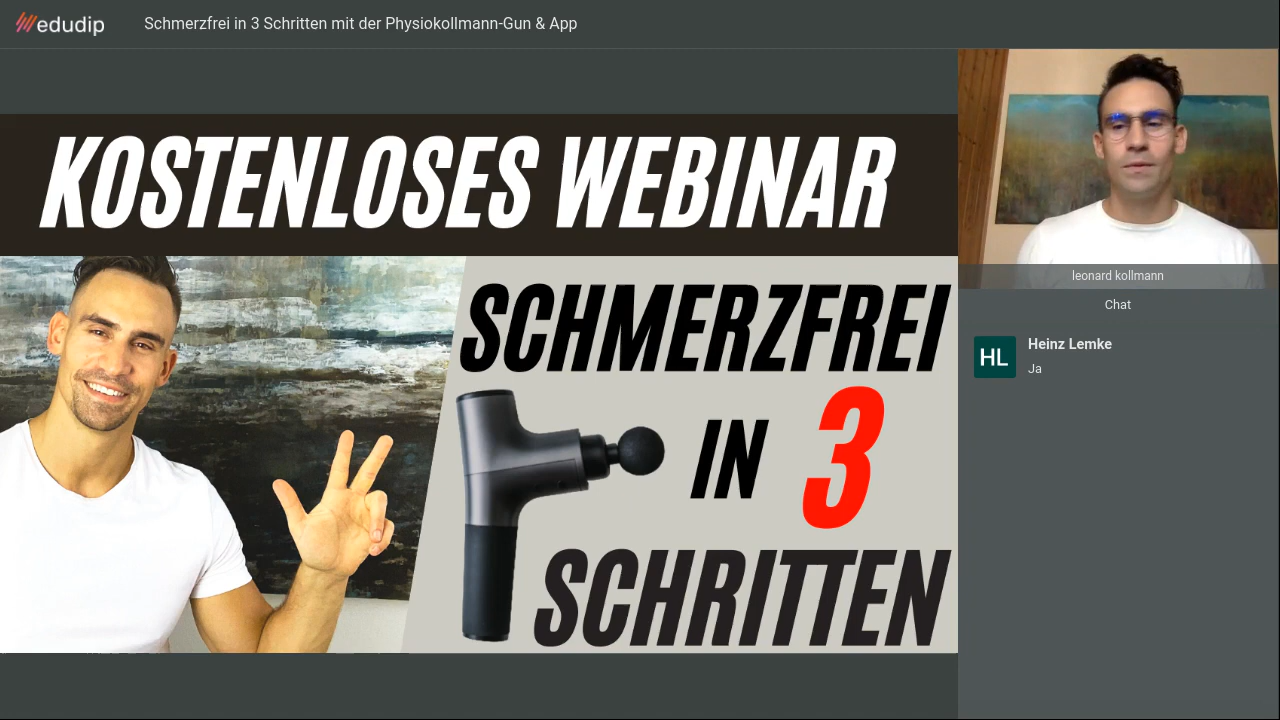 edudip
Schmerzfrei in 3 Schritten mit der Physiokollmann-Gun & App
KOSTENLOSES WEBINAR
SCHMERZFREI
IN 3
SCHRITTEN
leonard kollmann
Chat
HL
Heinz Lemke
Ja